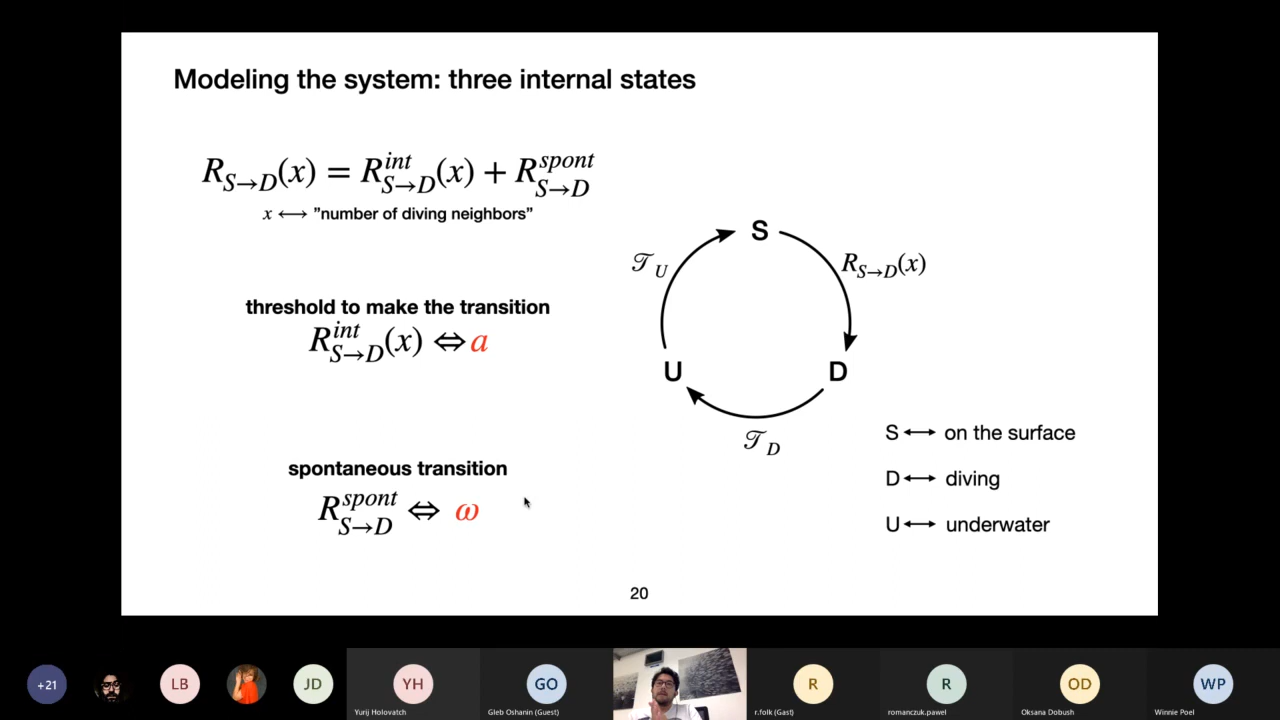 Modeling the system: three internal states
R_{S→D}(x) = R^{int}_{S→D}(x) + R^{spont}_{S→D}
x ⟷ "number of diving neighbors"
threshold to make the transition
R^{int}_{S→D}(x) ⇔ a
spontaneous transition
R^{spont}_{S→D} ⇔ ω
S
𝒯_U
R_{S→D}(x)
U
D
𝒯_D
S ⟷ on the surface
D ⟷ diving
U ⟷ underwater
20
+21
LB
JD
YH
GO
R
R
OD
WP
Yurij Holovatch
Gleb Oshanin (Guest)
r.folk (Gast)
romanczuk.pawel
Oksana Dobush
Winnie Poel